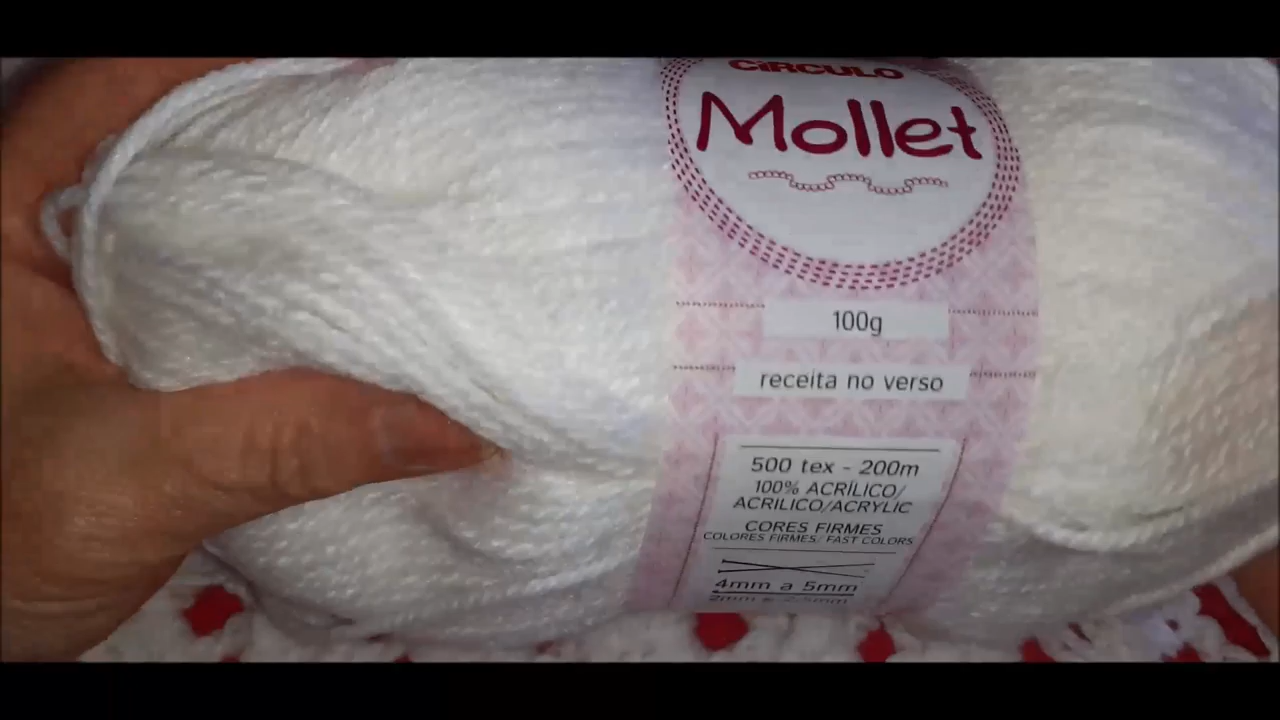 CÍRCULO
Mollet
100g
receita no verso
500 tex - 200m
100% ACRÍLICO/
ACRILICO/ACRYLIC
CORES FIRMES
COLORES FIRMES/ FAST COLORS
4mm a 5mm